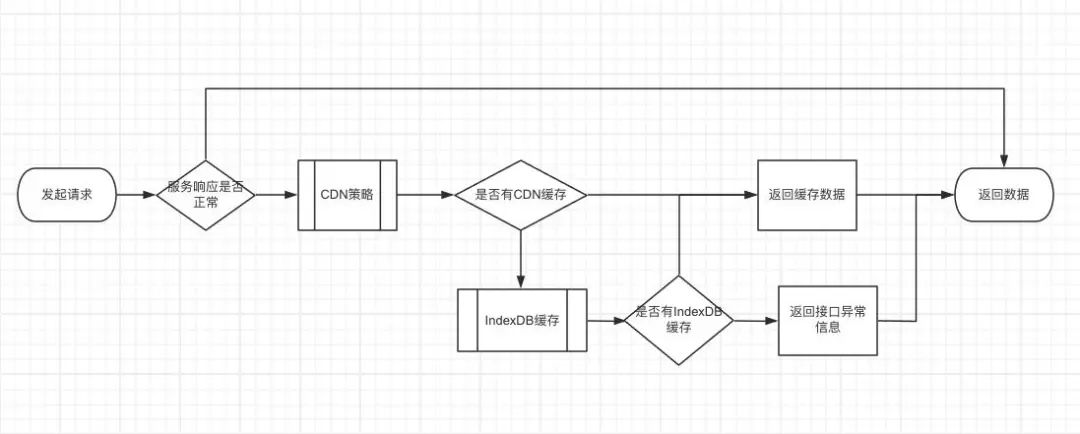 发起请求
服务响应是否
正常
CDN策略
是否有CDN缓存
返回缓存数据
返回数据
IndexDB缓存
是否有IndexDB
缓存
返回接口异常
信息